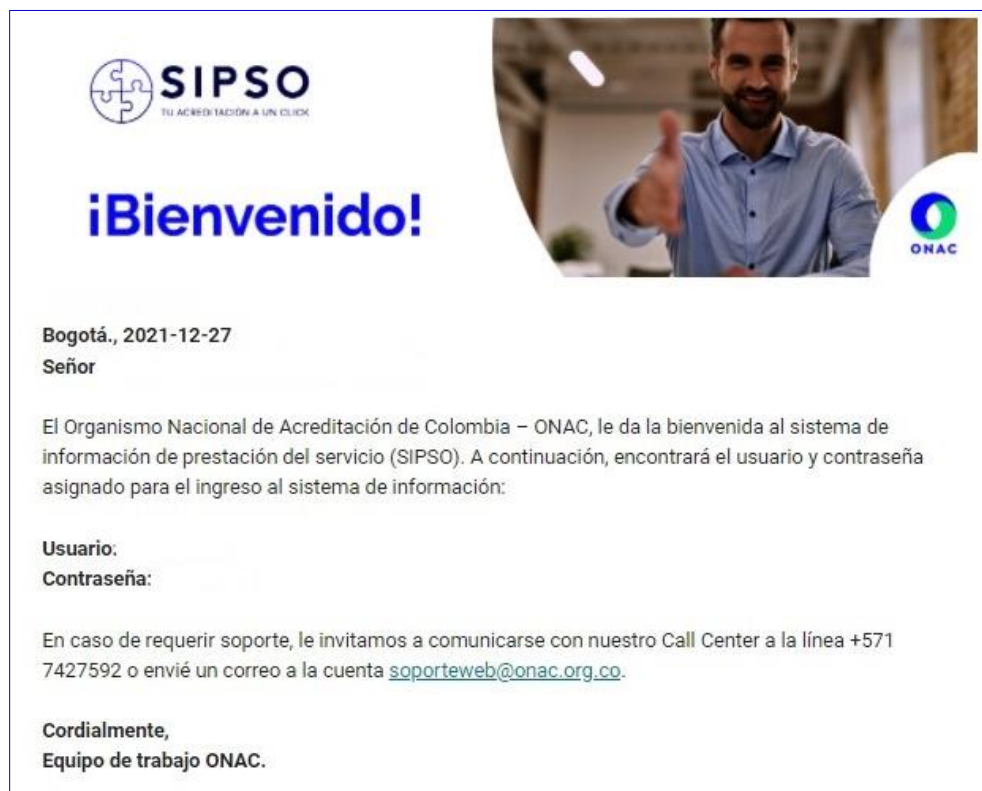 SIPSO
TU ACREDITACIÓN A UN CLICK
¡Bienvenido!
ONAC
Bogotá., 2021-12-27
Señor
El Organismo Nacional de Acreditación de Colombia – ONAC, le da la bienvenida al sistema de
información de prestación del servicio (SIPSO). A continuación, encontrará el usuario y contraseña
asignado para el ingreso al sistema de información:
Usuario:
Contraseña:
En caso de requerir soporte, le invitamos a comunicarse con nuestro Call Center a la línea +571
7427592 o envié un correo a la cuenta soporteweb@onac.org.co.
Cordialmente,
Equipo de trabajo ONAC.